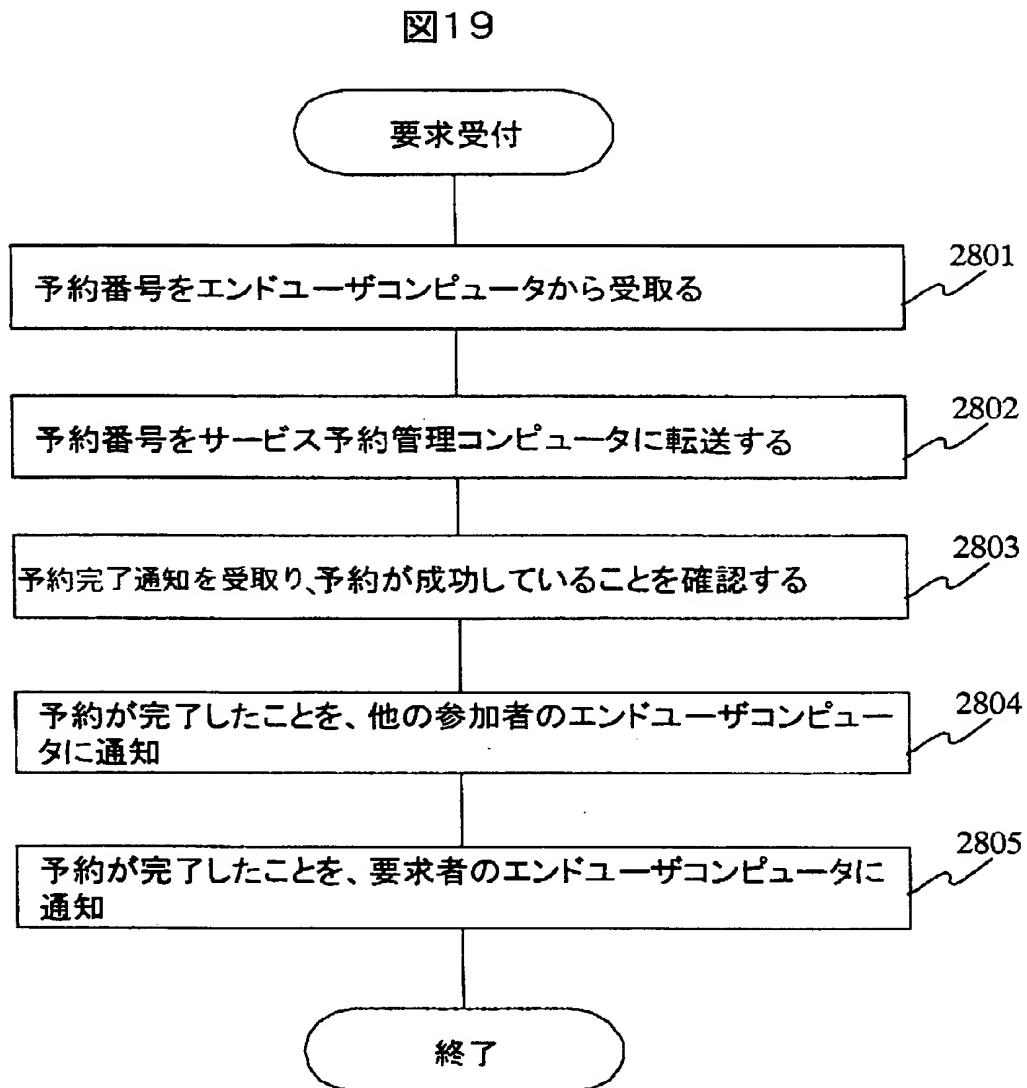 図19
要求受付
予約番号をエンドユーザコンピュータから受取る
2801
予約番号をサービス予約管理コンピュータに転送する
2802
予約完了通知を受取り、予約が成功していることを確認する
2803
予約が完了したことを、他の参加者のエンドユーザコンピュー
タに通知
2804
予約が完了したことを、要求者のエンドユーザコンピュータに
通知
2805
終了